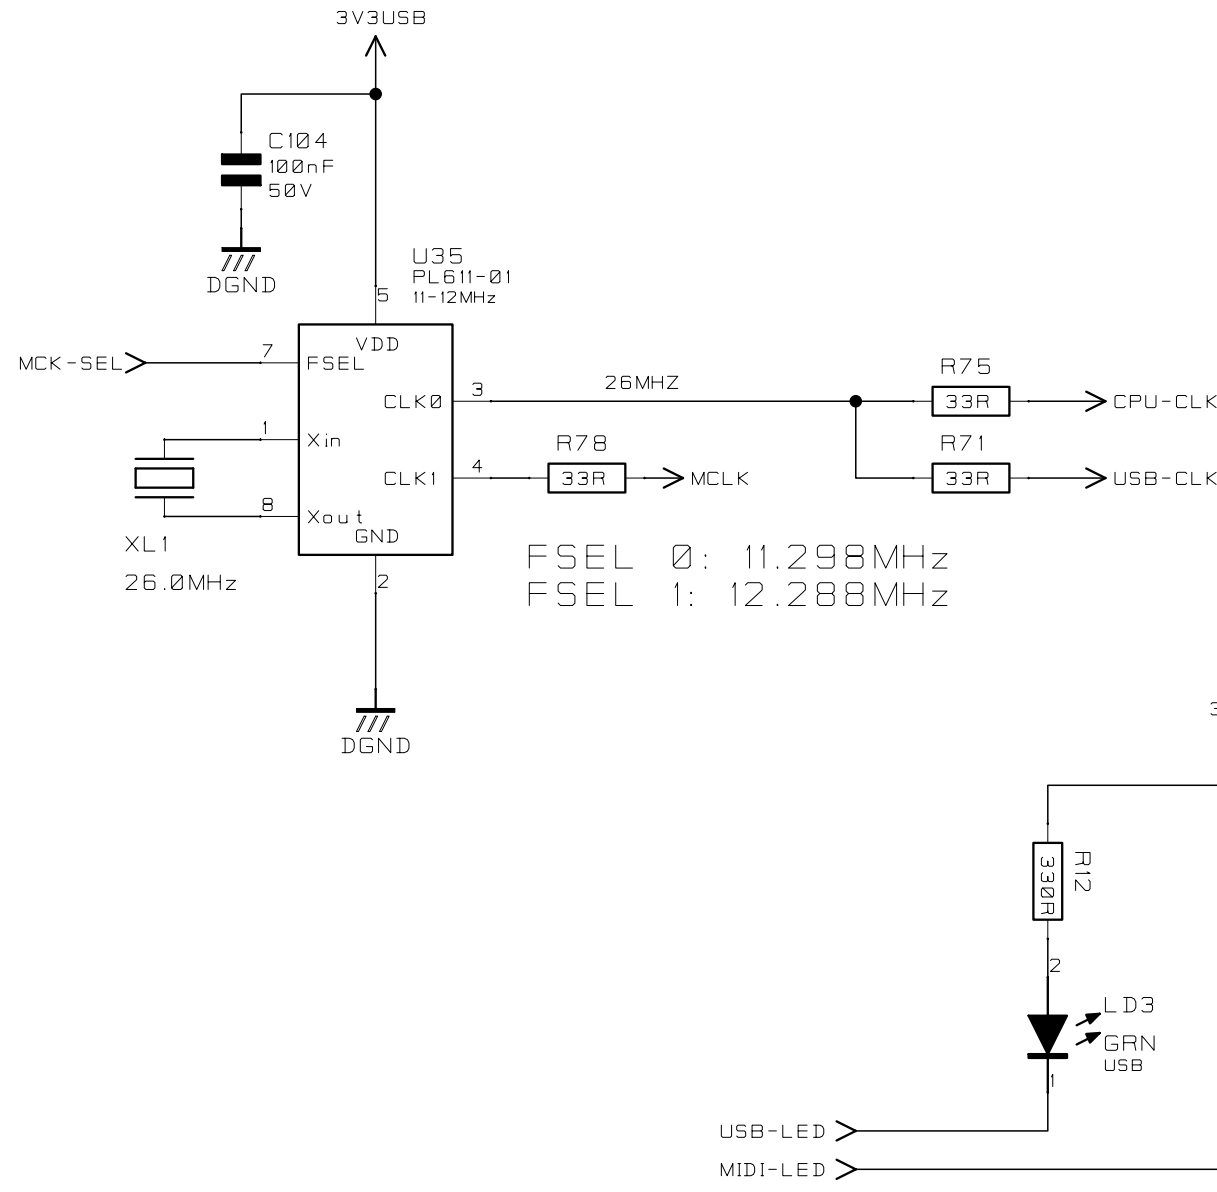 3V3USB
C104
100nF
50V
DGND
U35
PL611-01
11-12MHz
5
VDD
MCK-SEL
7
FSEL
CLK0
3
26MHZ
R75
33R
CPU-CLK
1
Xin
CLK1
4
R78
33R
MCLK
R71
33R
USB-CLK
8
Xout
GND
XL1
26.0MHz
2
FSEL 0: 11.298MHz
FSEL 1: 12.288MHz
DGND
R12
330R
2
LD3
GRN
USB
1
USB-LED
MIDI-LED